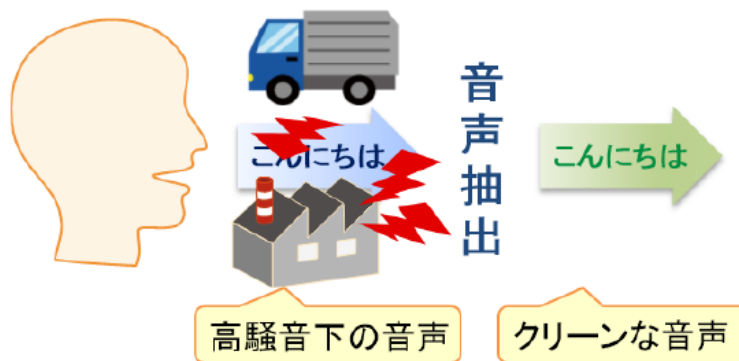 こんにちは
音声抽出
こんにちは
高騒音下の音声
クリーンな音声